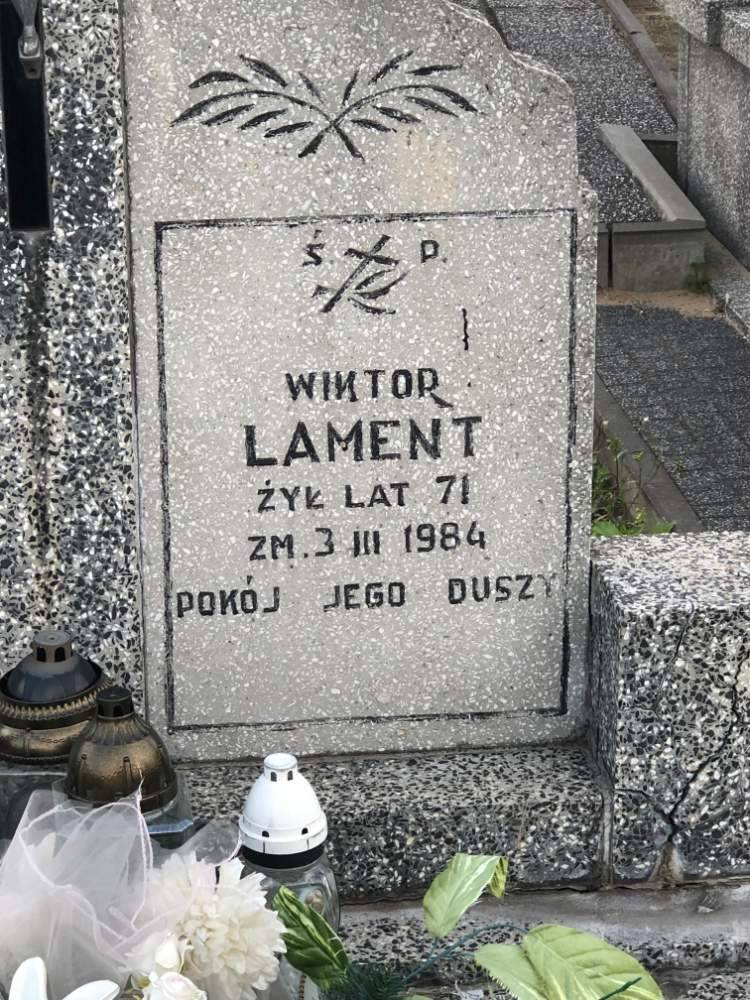 Ś P.
WIKTOR
LAMENT
ŻYŁ LAT 71
ZM. 3 III 1984
POKÓJ JEGO DUSZY